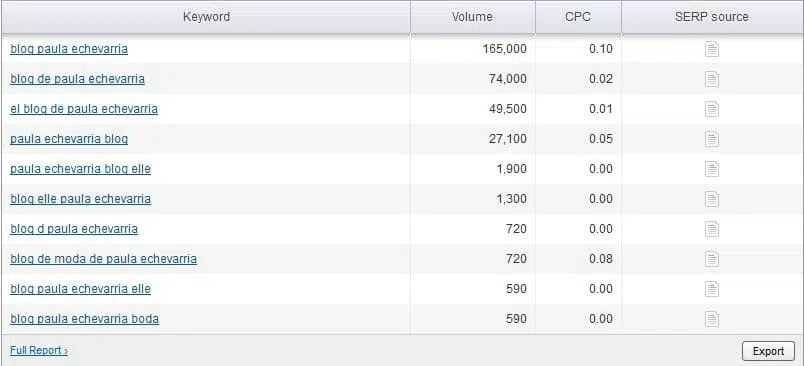 Keyword Volume CPC SERP source
blog paula echevarria 165,000 0.10
blog de paula echevarria 74,000 0.02
el blog de paula echevarria 49,500 0.01
paula echevarria blog 27,100 0.05
paula echevarria blog elle 1,900 0.00
blog elle paula echevarria 1,300 0.00
blog d paula echevarria 720 0.00
blog de moda de paula echevarria 720 0.08
blog paula echevarria elle 590 0.00
blog paula echevarria boda 590 0.00
Full Report › Export